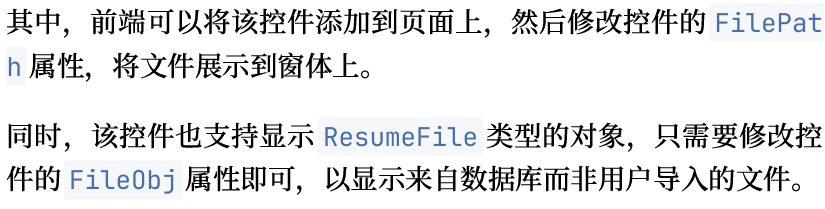 其中，前端可以将该控件添加到页面上，然后修改控件的 FilePat
h 属性，将文件展示到窗体上。
同时，该控件也支持显示 ResumeFile 类型的对象，只需要修改控
件的 FileObj 属性即可，以显示来自数据库而非用户导入的文件。